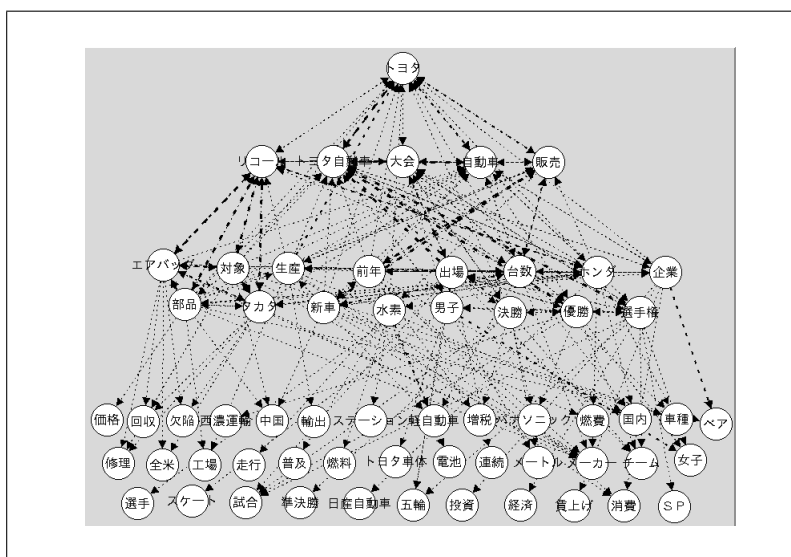 トヨタ
リコール トヨタ自動車 大会 自動車 販売
エアバッグ 対象 生産 前年 出場 台数 ホンダ 企業
部品 タカタ 新車 水素 男子 決勝 優勝 選手権
価格 回収 欠陥 西濃運輸 中国 輸出 ステーション 軽自動車 増税 パナソニック 燃費 国内 車種 ペア
修理 全米 工場 走行 普及 燃料 トヨタ車体 電池 連続 メートル メーカー チーム 女子
選手 スケート 試合 準決勝 日産自動車 五輪 投資 経済 賃上げ 消費 ＳＰ